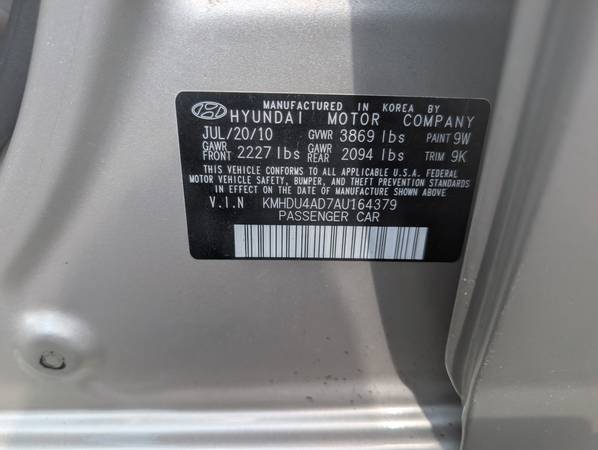 MANUFACTURED IN KOREA BY
HYUNDAI MOTOR COMPANY
JUL/20/10 GVWR 3869 lbs PAINT 9W
GAWR FRONT 2227 lbs GAWR REAR 2094 lbs TRIM 9K
THIS VEHICLE CONFORMS TO ALL APPLICABLE U.S.A. FEDERAL
MOTOR VEHICLE SAFETY, BUMPER, AND THEFT PREVENTION STANDARDS
IN EFFECT ON THE DATE OF MANUFACTURE SHOWN ABOVE.
V.I.N KMHDU4AD7AU164379
PASSENGER CAR